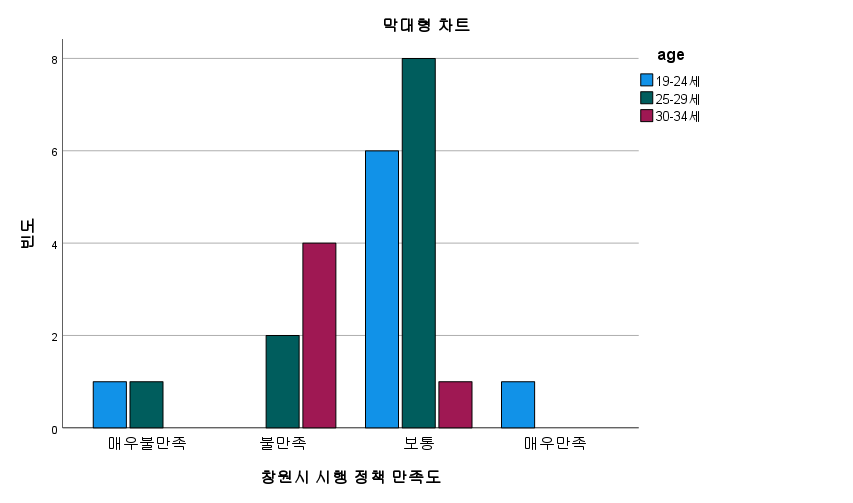 막대형 차트
age
19-24세
25-29세
30-34세
빈도
8
6
4
2
0
매우불만족 불만족 보통 매우만족
창원시 시행 정책 만족도